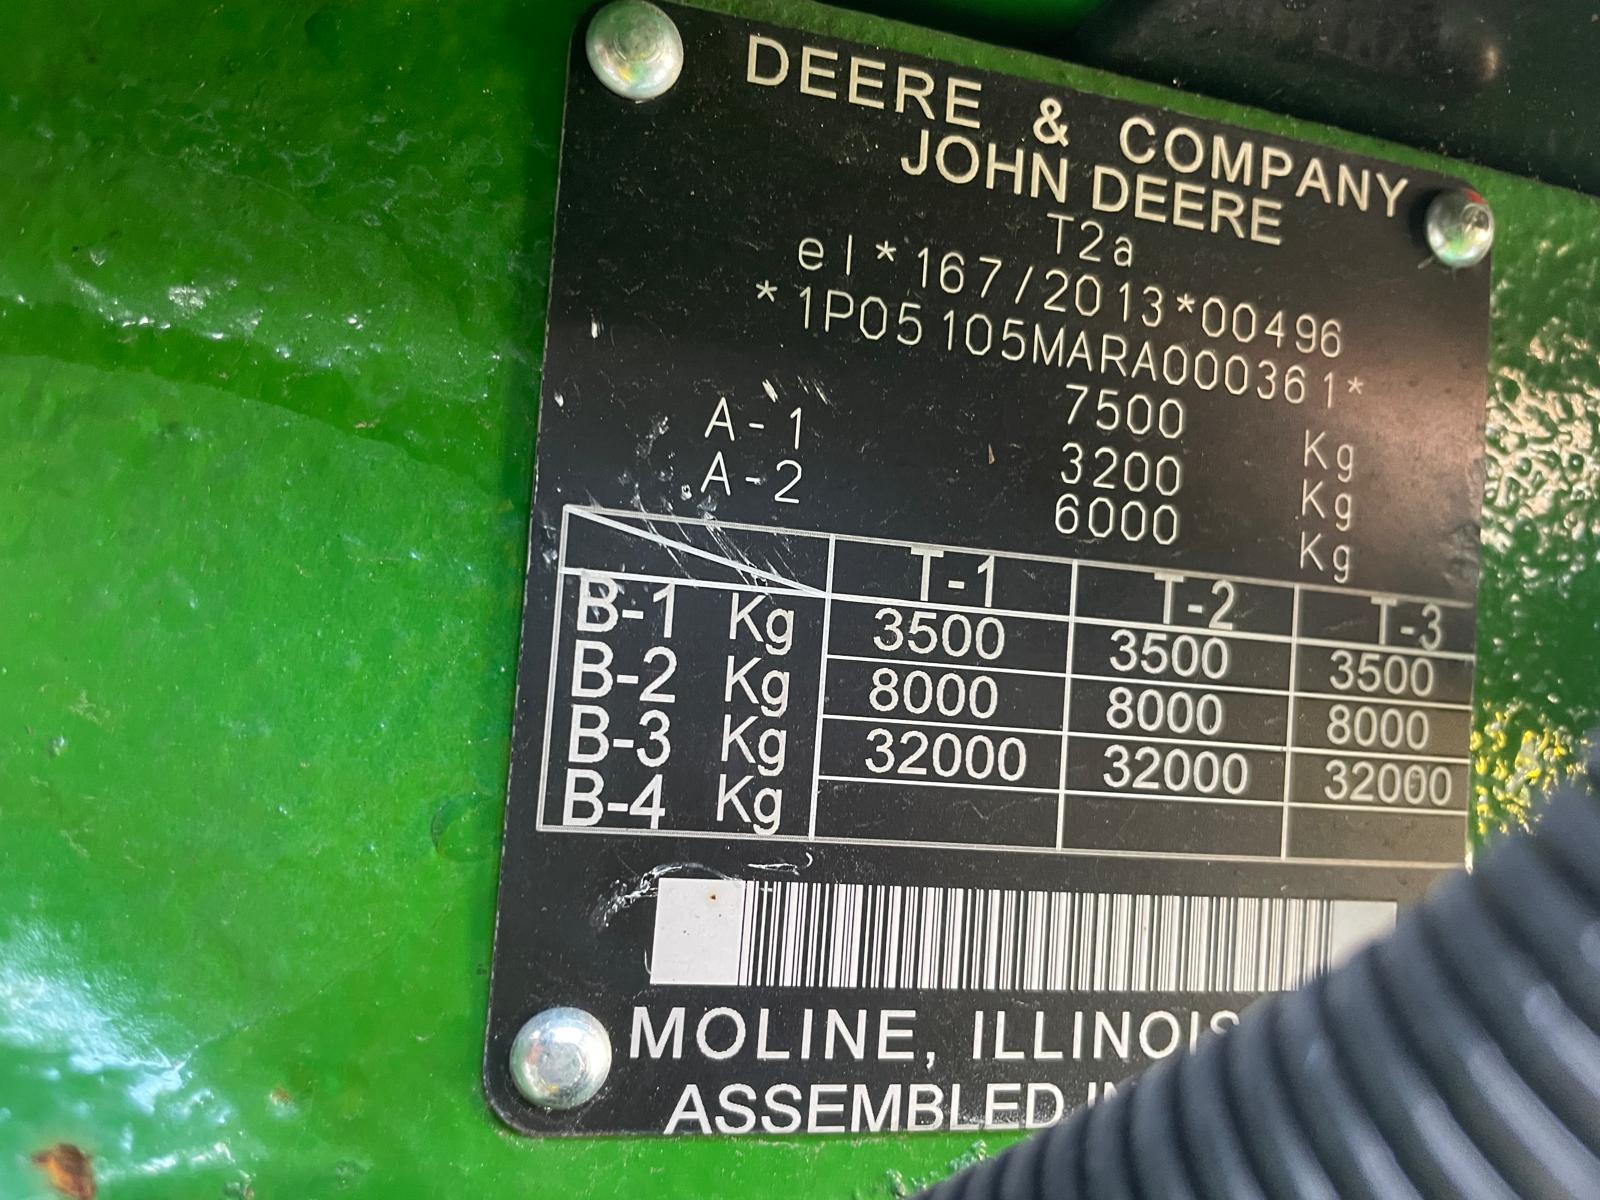 DEERE & COMPANY
JOHN DEERE
T2a
e1*167/2013*00496
*1P05105MARA000361*
7500 Kg
A-1 3200 Kg
A-2 6000 Kg
T-1 T-2 T-3
B-1 Kg 3500 3500 3500
B-2 Kg 8000 8000 8000
B-3 Kg 32000 32000 32000
B-4 Kg
MOLINE, ILLINOIS
ASSEMBLED